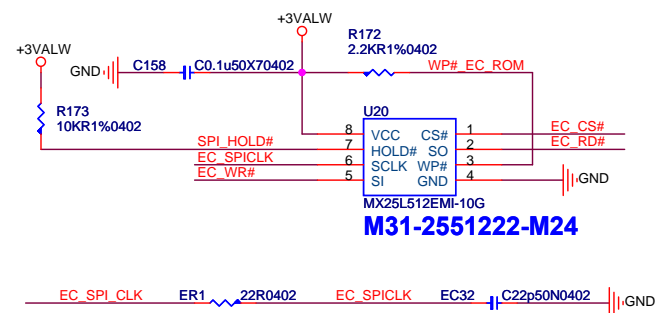 +3VALW
R172
2.2KR1%0402
+3VALW
GND
C158
C0.1u50X70402
WP#_EC_ROM
R173
10KR1%0402
U20
8 VCC CS# 1 EC_CS#
SPI_HOLD# 7 HOLD# SO 2 EC_RD#
EC_SPICLK 6 SCLK WP# 3
EC_WR# 5 SI GND 4 GND
MX25L512EMI-10G
M31-2551222-M24
EC_SPI_CLK ER1 22R0402 EC_SPICLK EC32 C22p50N0402 GND